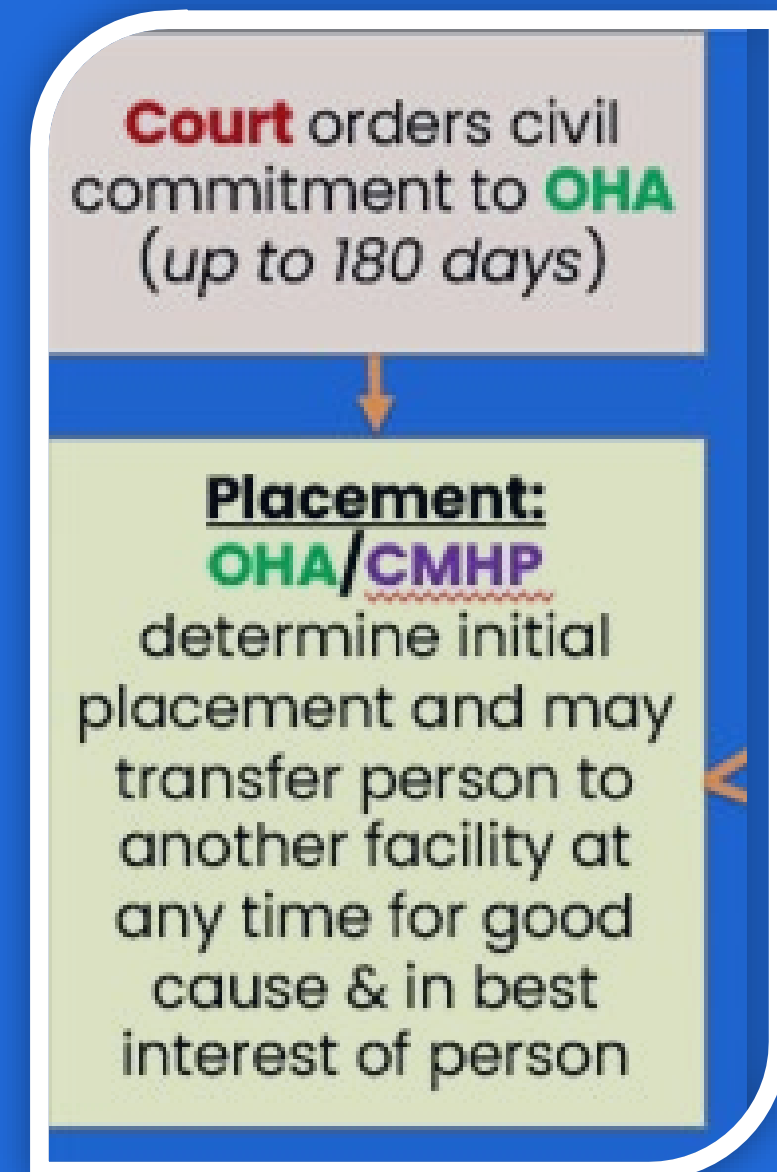 Court orders civil
commitment to OHA
(up to 180 days)
Placement:
OHA/CMHP
determine initial
placement and may
transfer person to
another facility at
any time for good
cause & in best
interest of person